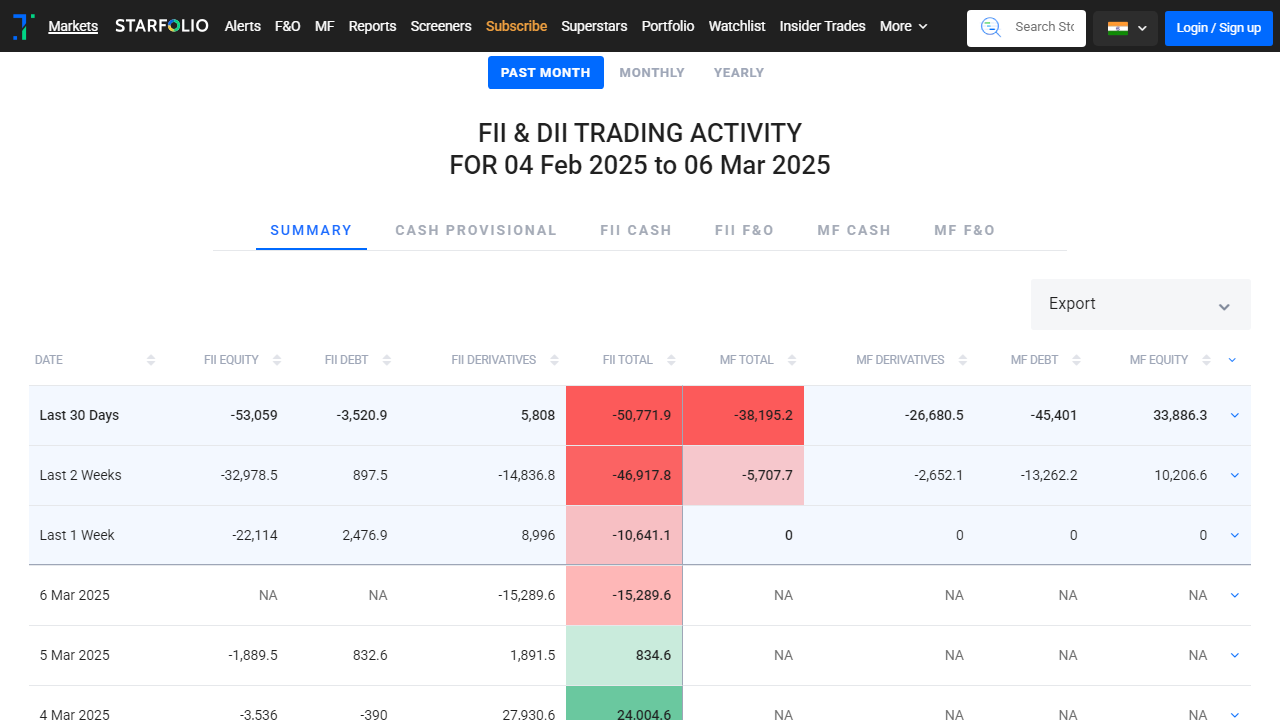 Markets STARFOLIO Alerts F&O MF Reports Screeners Subscribe Superstars Portfolio Watchlist Insider Trades More Search Sto Login / Sign up
PAST MONTH MONTHLY YEARLY
FII & DII TRADING ACTIVITY
FOR 04 Feb 2025 to 06 Mar 2025
SUMMARY CASH PROVISIONAL FII CASH FII F&O MF CASH MF F&O
Export
DATE FII EQUITY FII DEBT FII DERIVATIVES FII TOTAL MF TOTAL MF DERIVATIVES MF DEBT MF EQUITY
Last 30 Days -53,059 -3,520.9 5,808 -50,771.9 -38,195.2 -26,680.5 -45,401 33,886.3
Last 2 Weeks -32,978.5 897.5 -14,836.8 -46,917.8 -5,707.7 -2,652.1 -13,262.2 10,206.6
Last 1 Week -22,114 2,476.9 8,996 -10,641.1 0 0 0 0
6 Mar 2025 NA NA -15,289.6 -15,289.6 NA NA NA NA
5 Mar 2025 -1,889.5 832.6 1,891.5 834.6 NA NA NA NA
4 Mar 2025 -3,536 -390 27,930.6 24,004.6 NA NA NA NA